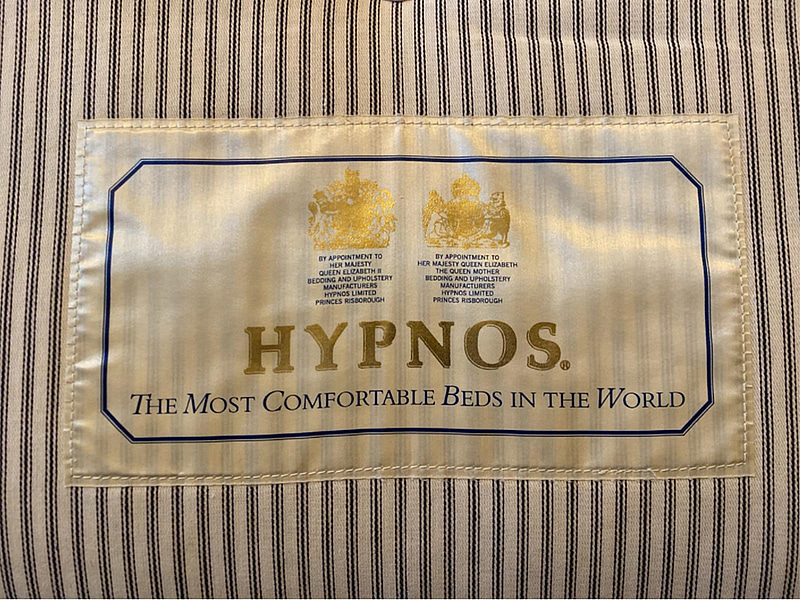 BY APPOINTMENT TO
HER MAJESTY
QUEEN ELIZABETH II
BEDDING AND UPHOLSTERY
MANUFACTURERS
HYPNOS LIMITED
PRINCES RISBOROUGH
BY APPOINTMENT TO
HER MAJESTY QUEEN ELIZABETH
THE QUEEN MOTHER
BEDDING AND UPHOLSTERY
MANUFACTURERS
HYPNOS LIMITED
PRINCES RISBOROUGH
HYPNOS®
THE MOST COMFORTABLE BEDS IN THE WORLD